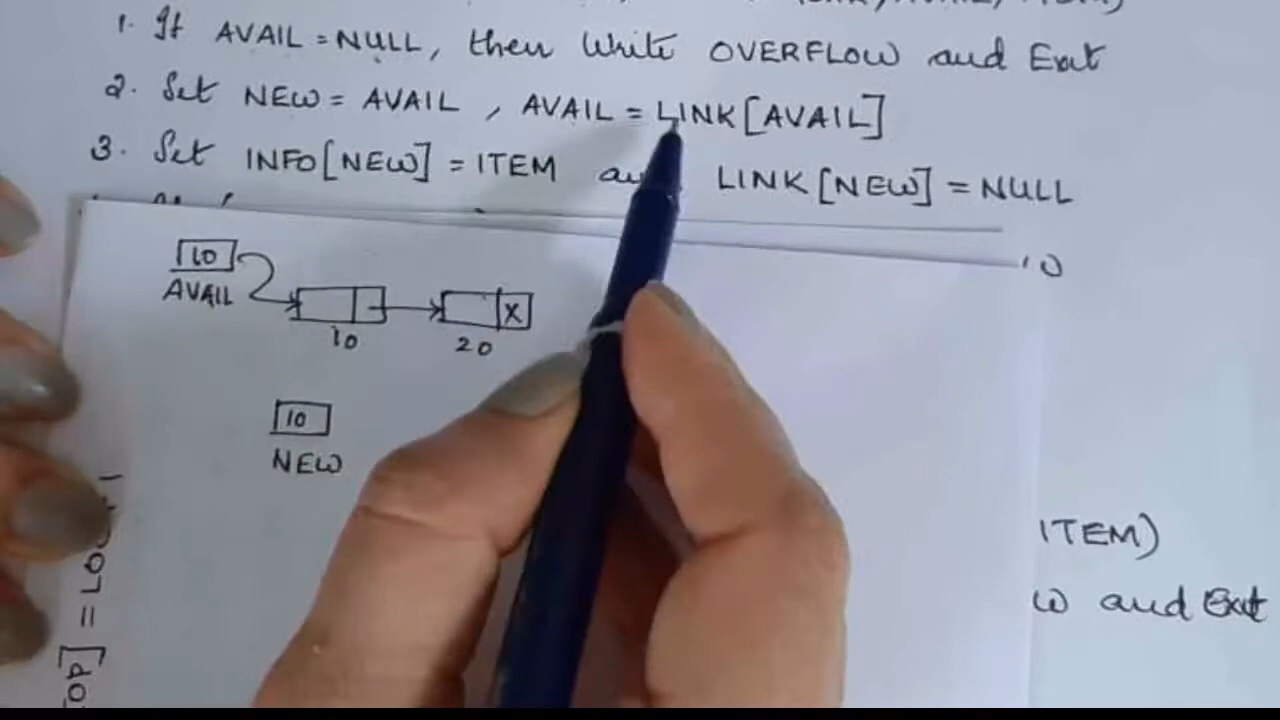 1. If AVAIL = NULL, then Write OVERFLOW and Exit
2. Set NEW = AVAIL , AVAIL = LINK[AVAIL]
3. Set INFO[NEW] = ITEM LINK[NEW] = NULL
10
AVAIL
X
10
20
10
NEW
ITEM)
w and Exit